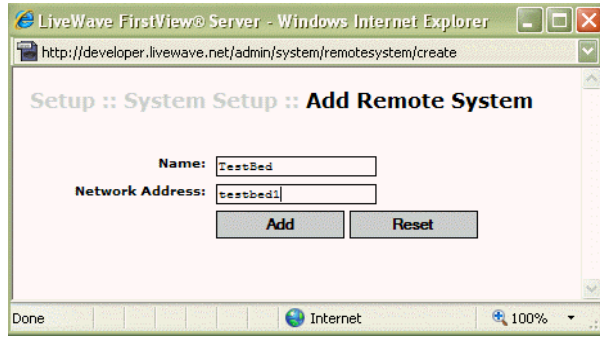 LiveWave FirstView® Server - Windows Internet Explorer
http://developer.livewave.net/admin/system/remotesystem/create
Setup :: System Setup :: Add Remote System
Name: TestBed
Network Address: testbed1
Add Reset
Done Internet 100%